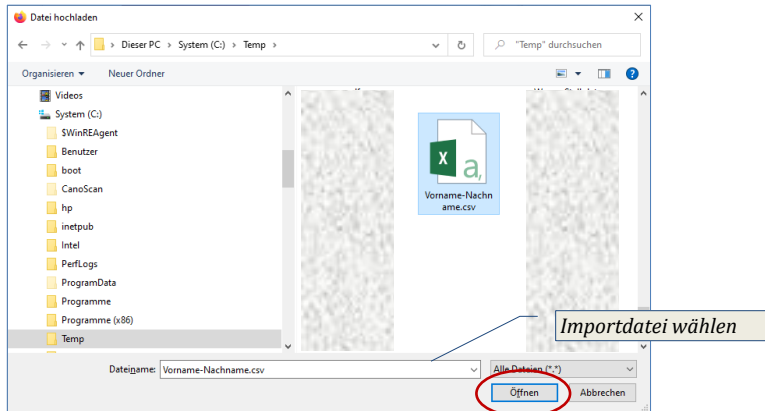 Datei hochladen
Dieser PC > System (C:) > Temp >
"Temp" durchsuchen
Organisieren
Neuer Ordner
Videos
System (C:)
$WinREAgent
Benutzer
boot
CanoScan
hp
inetpub
Intel
PerfLogs
ProgramData
Programme
Programme (x86)
Temp
Vorname-Nachn
ame.csv
Importdatei wählen
Dateiname:
Vorname-Nachname.csv
Alle Dateien (*.*)
Öffnen
Abbrechen